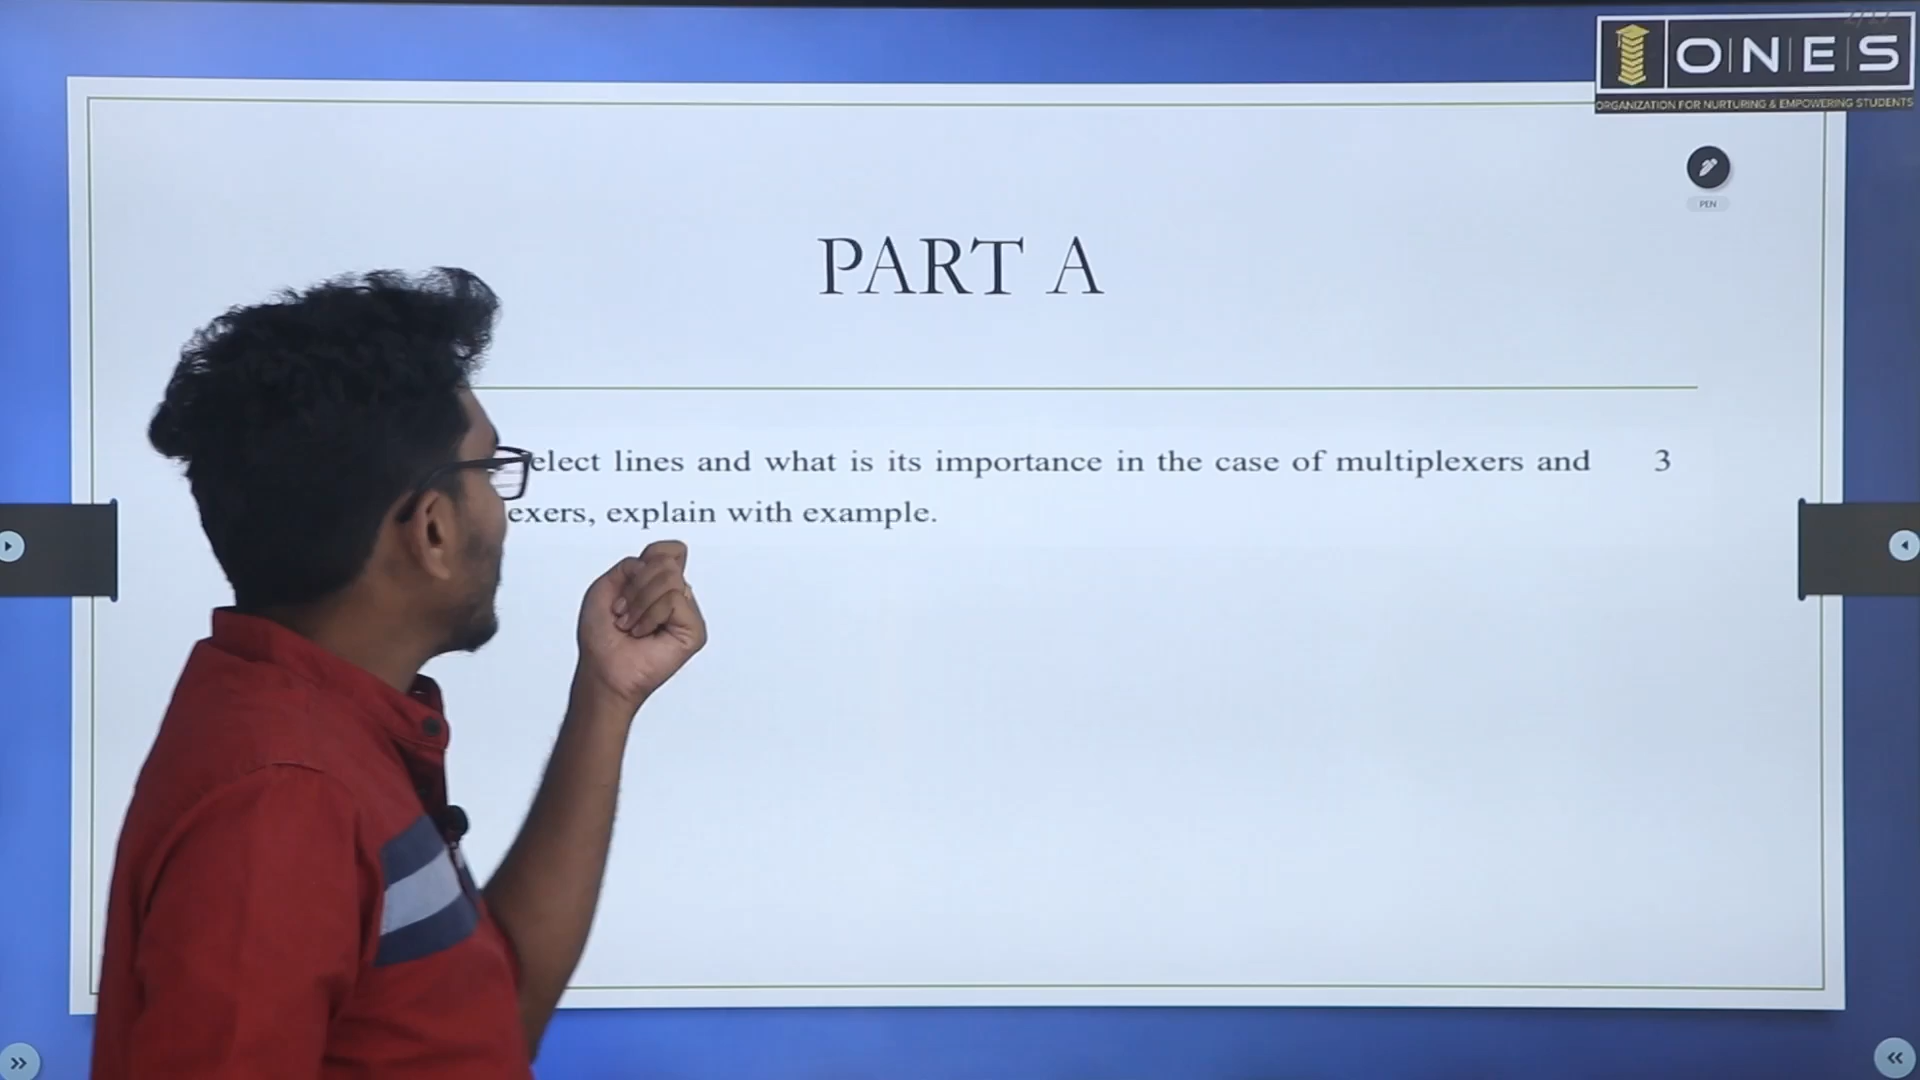 ONES
ORGANIZATION FOR NURTURING & EMPOWERING STUDENTS
PEN
PART A
elect lines and what is its importance in the case of multiplexers and 3
exers, explain with example.